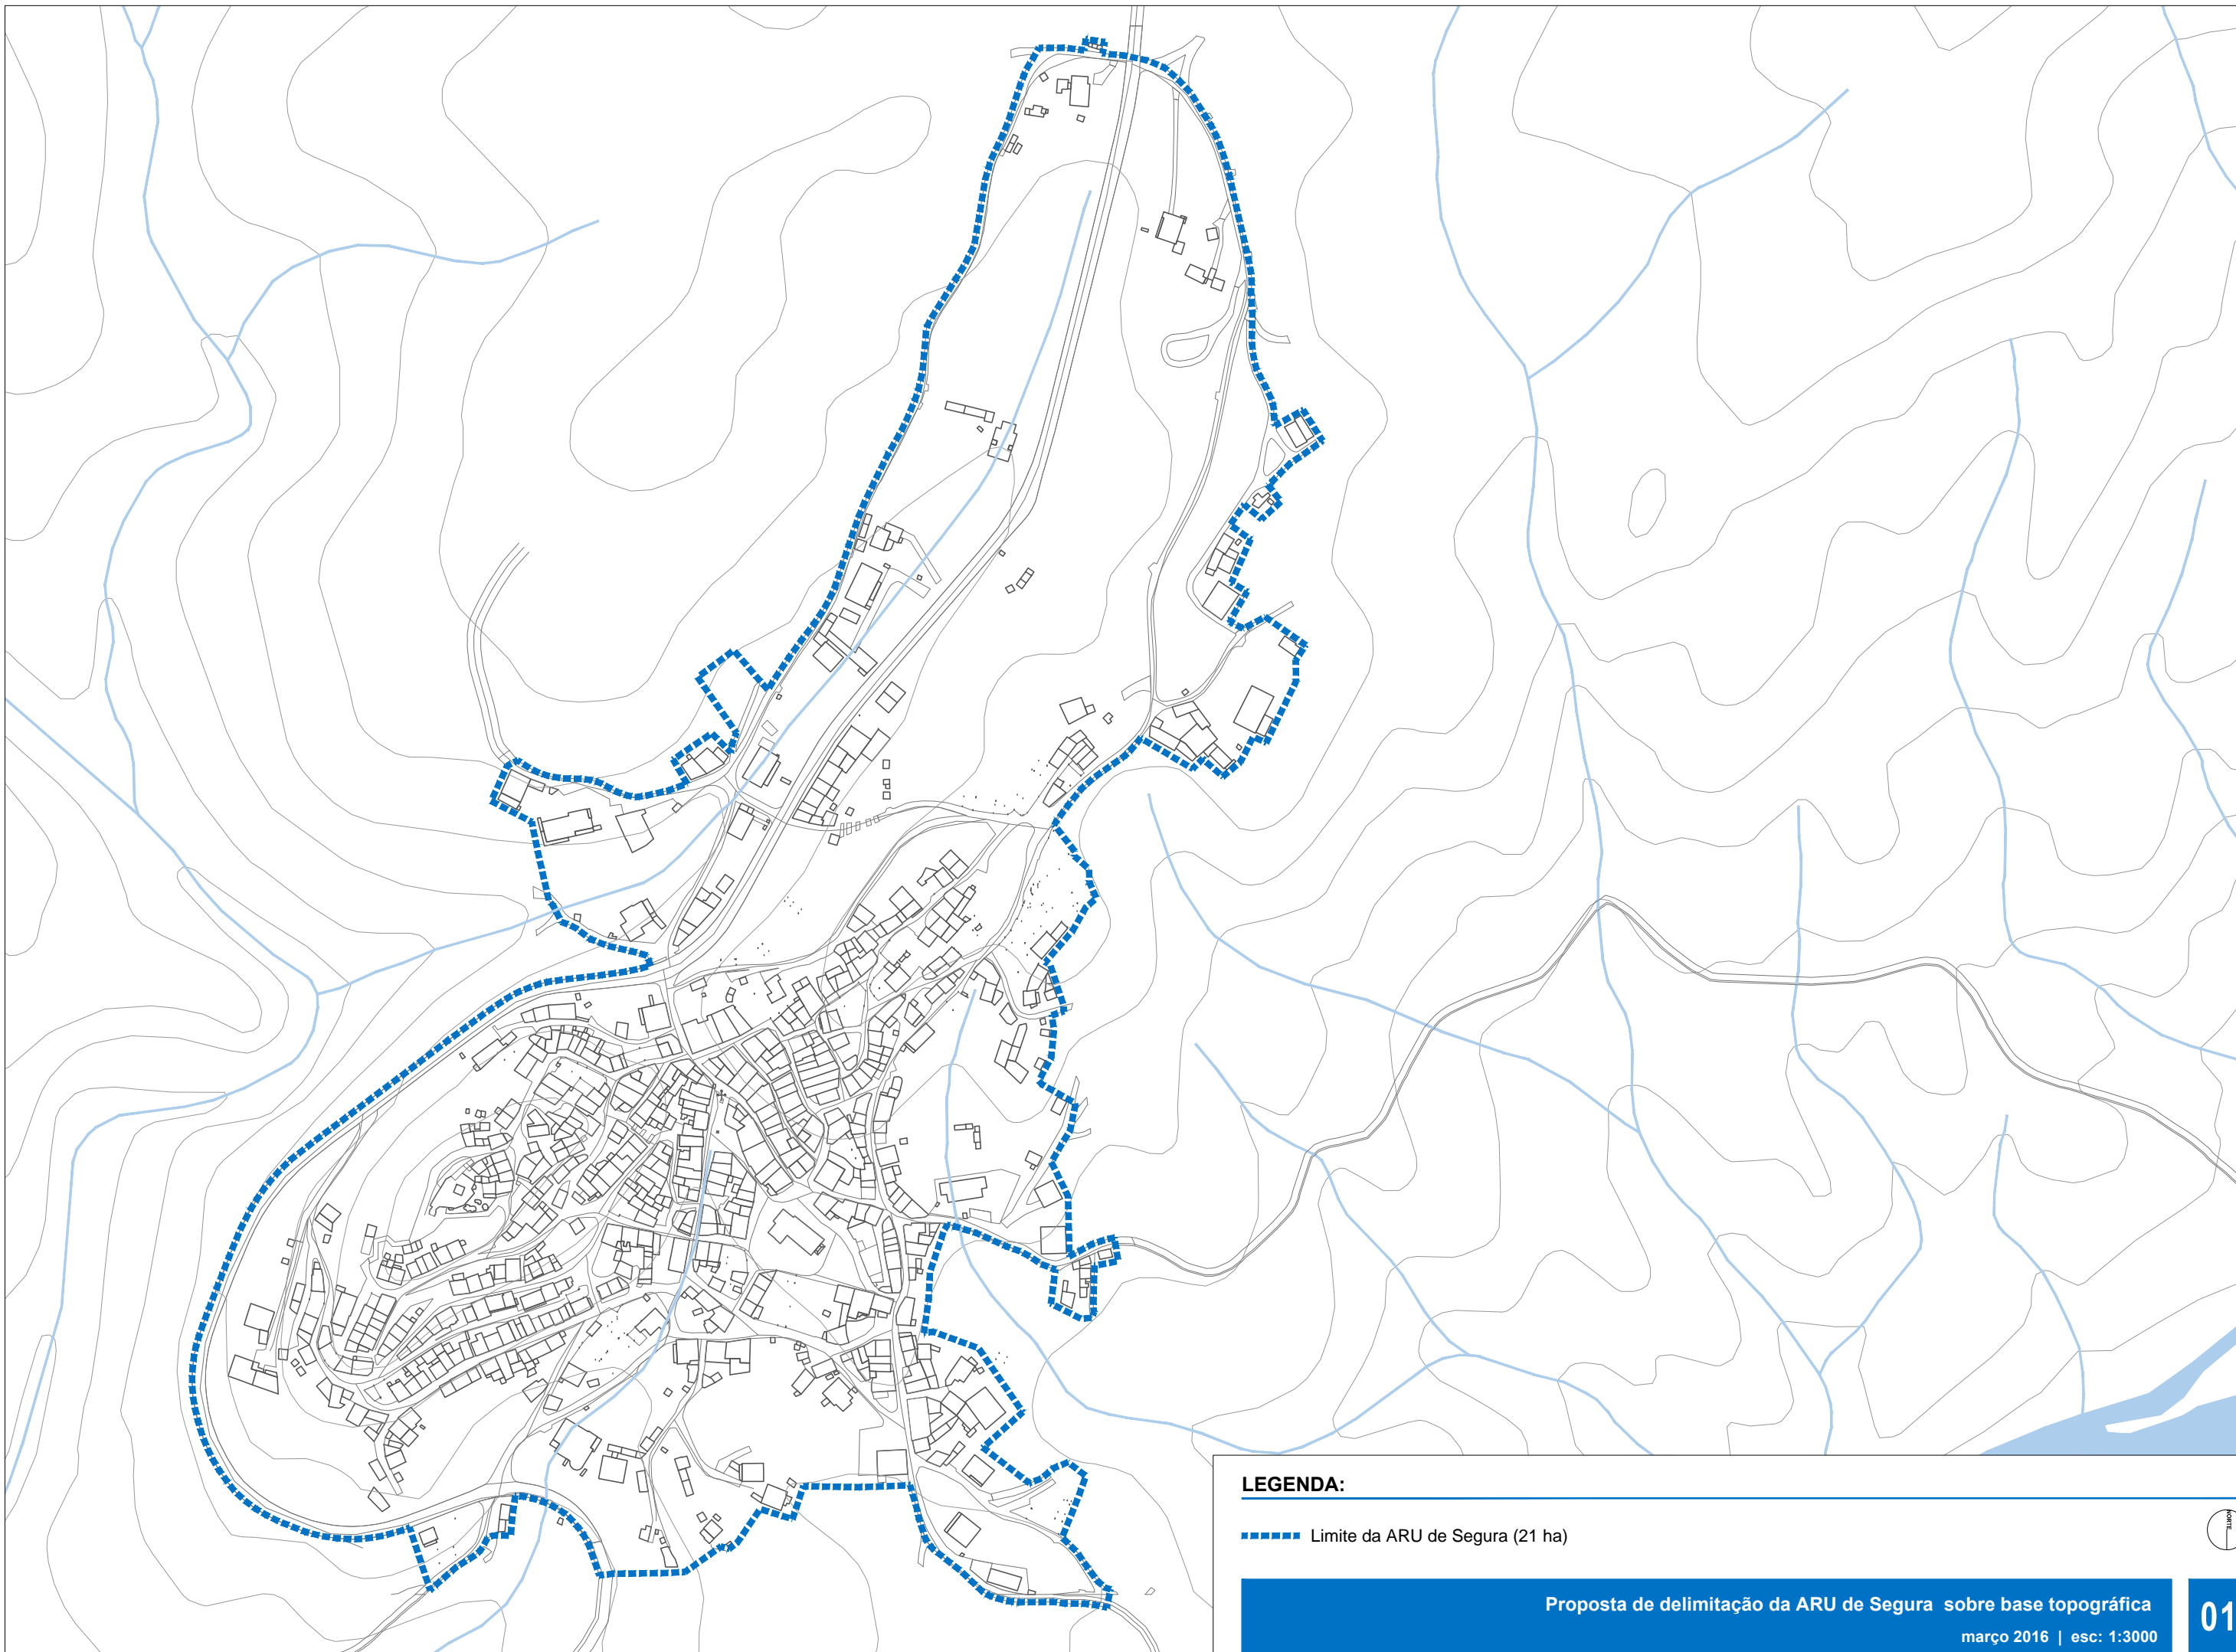 LEGENDA:
Limite da ARU de Segura (21 ha)
NORTE
Proposta de delimitação da ARU de Segura sobre base topográfica
março 2016 | esc: 1:3000
01